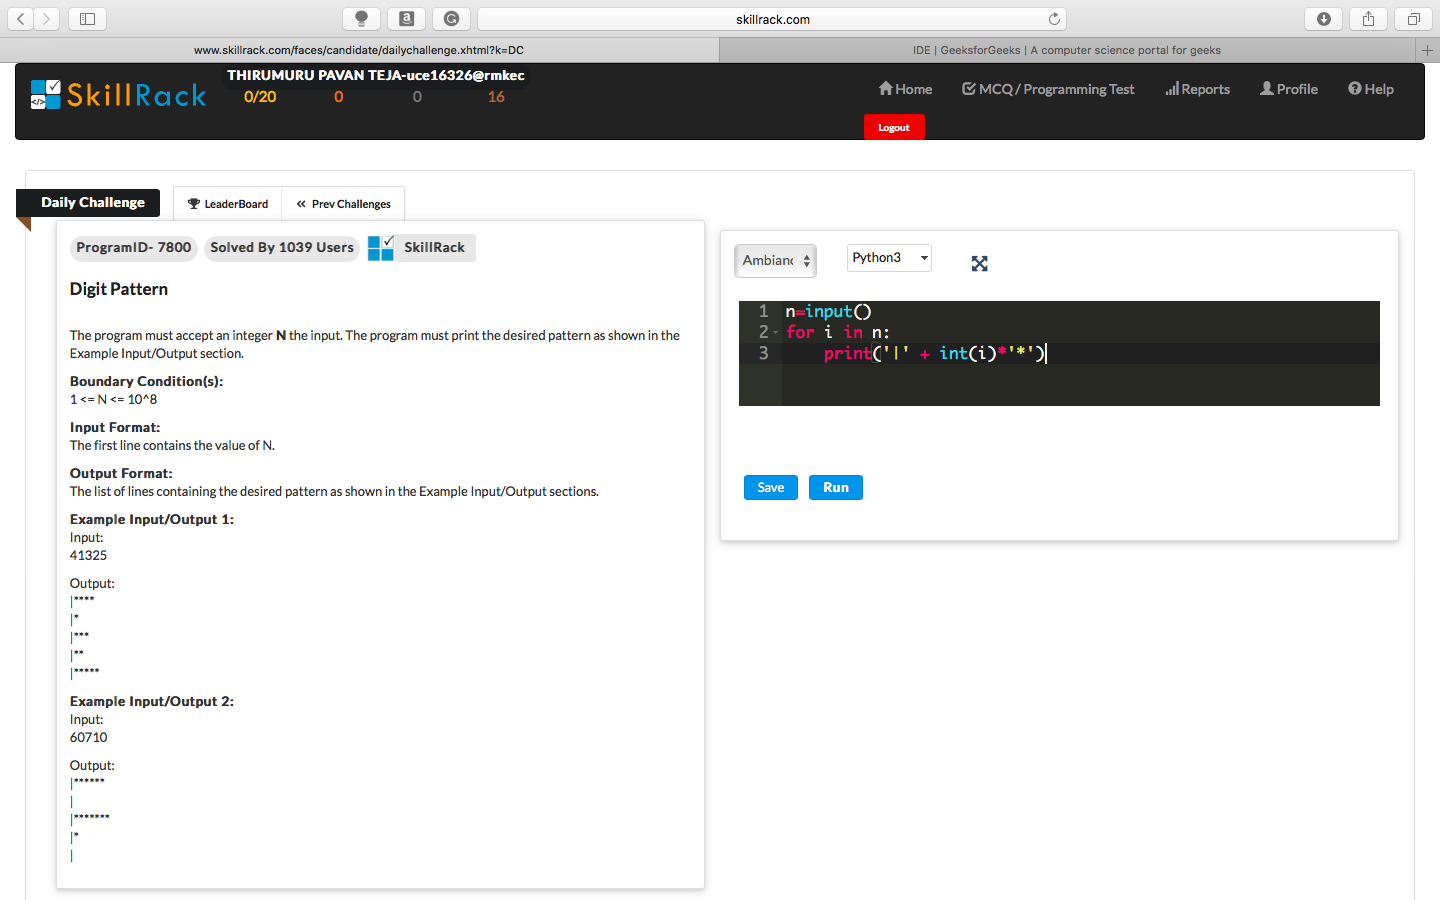 skillrack.com
www.skillrack.com/faces/candidate/dailychallenge.xhtml?k=DC
IDE | GeeksforGeeks | A computer science portal for geeks
SkillRack
THIRUMURU PAVAN TEJA-uce16326@rmkec
0/20 0 0 16
Home MCQ / Programming Test Reports Profile Help
Logout
Daily Challenge LeaderBoard Prev Challenges
ProgramID- 7800 Solved By 1039 Users SkillRack
Digit Pattern
The program must accept an integer N the input. The program must print the desired pattern as shown in the
Example Input/Output section.
Boundary Condition(s):
1 <= N <= 10^8
Input Format:
The first line contains the value of N.
Output Format:
The list of lines containing the desired pattern as shown in the Example Input/Output sections.
Example Input/Output 1:
Input:
41325
Output:
|****
|*
|***
|**
|*****
Example Input/Output 2:
Input:
60710
Output:
|******
|
|*******
|*
|
Ambianc Python3
1 n=input()
2 for i in n:
3 print('|' + int(i)*'*')
Save Run